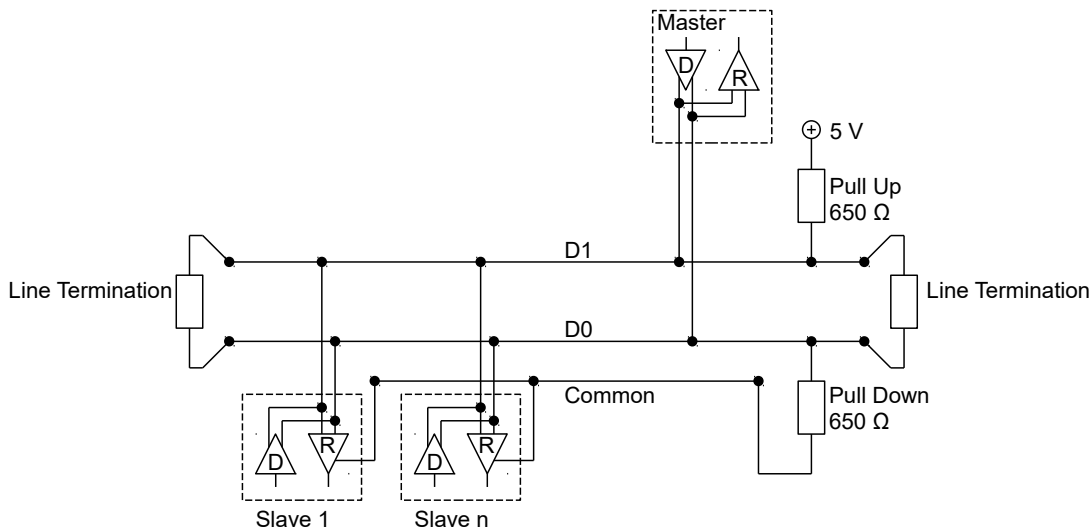 Master
D
R
5 V
Pull Up
650 Ω
D1
Line Termination
Line Termination
D0
Common
Pull Down
650 Ω
D
R
D
R
Slave 1
Slave n